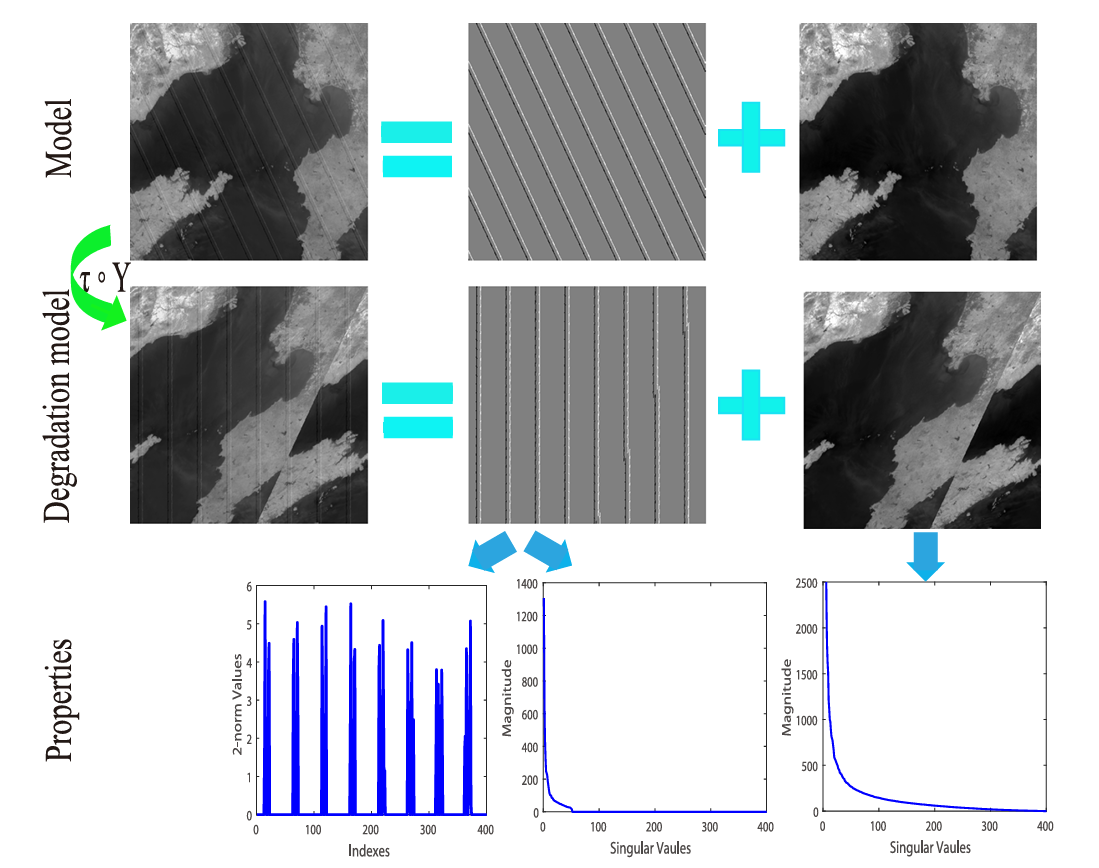 Model
τ ∘ Y
Degradation model
Properties
6
5
4
3
2
1
0
2-norm Values
0 100 200 300 400
Indexes
1400
1200
1000
800
600
400
200
0
Magnitude
0 100 200 300 400
Singular Vaules
2500
2000
1500
1000
500
0
Magnitude
0 100 200 300 400
Singular Vaules